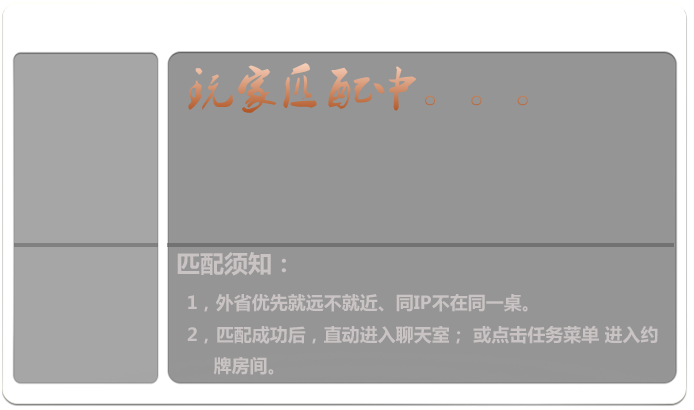 玩家匹配中。。。
匹配须知：
1，外省优先就远不就近、同IP不在同一桌。
2，匹配成功后，直动进入聊天室； 或点击任务菜单 进入约
牌房间。